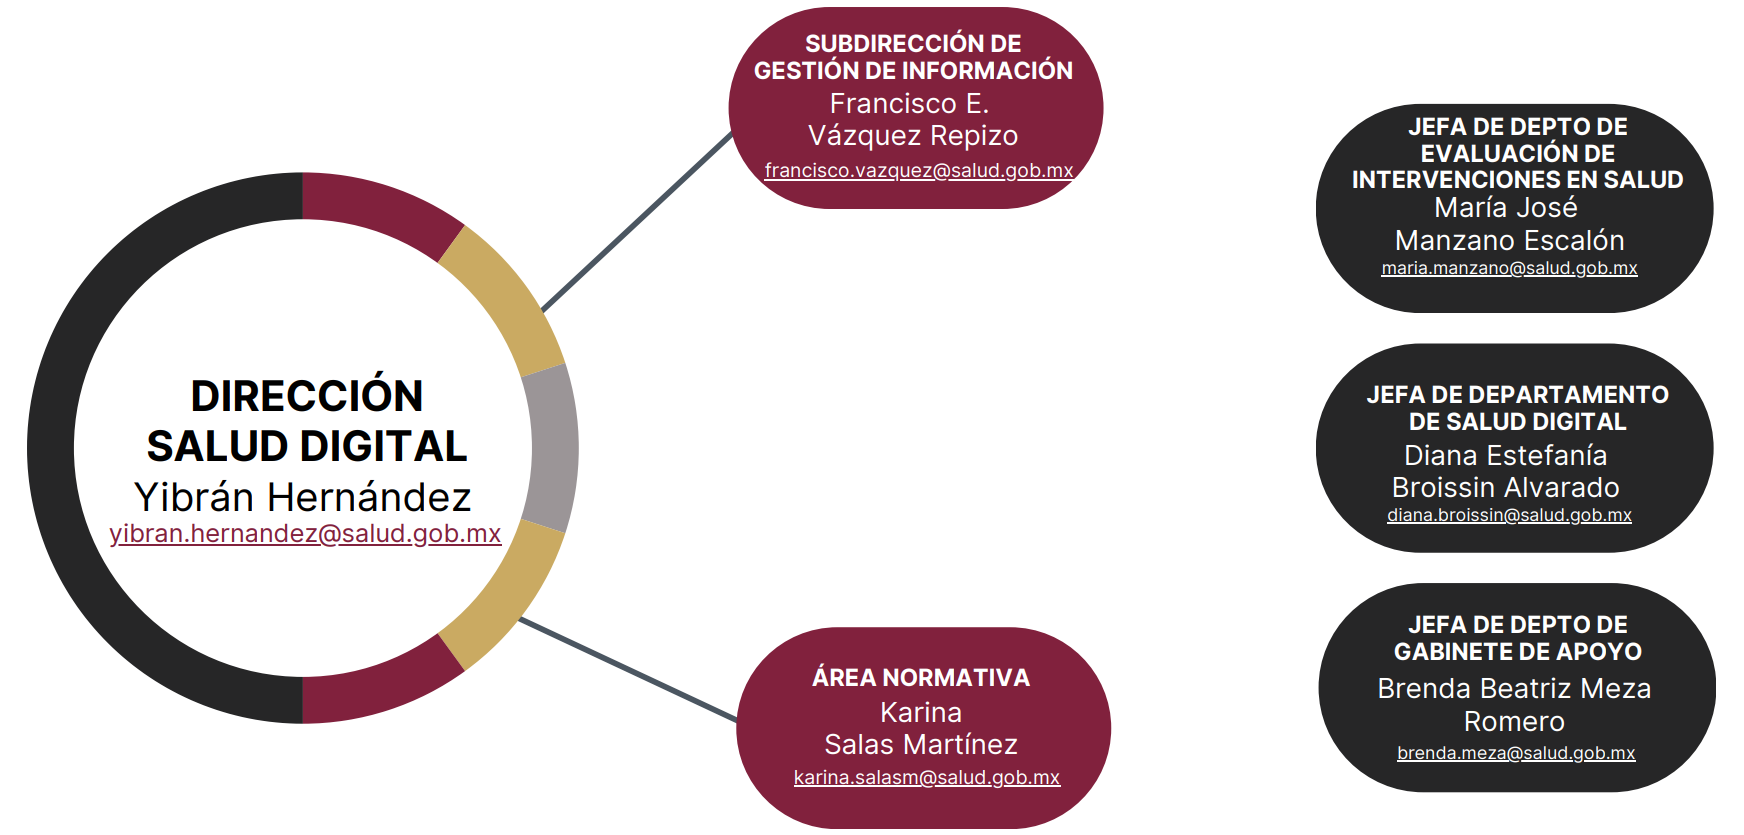 DIRECCIÓN
SALUD DIGITAL
Yibrán Hernández
yibran.hernandez@salud.gob.mx
SUBDIRECCIÓN DE
GESTIÓN DE INFORMACIÓN
Francisco E.
Vázquez Repizo
francisco.vazquez@salud.gob.mx
ÁREA NORMATIVA
Karina
Salas Martínez
karina.salasm@salud.gob.mx
JEFA DE DEPTO DE
EVALUACIÓN DE
INTERVENCIONES EN SALUD
María José
Manzano Escalón
maria.manzano@salud.gob.mx
JEFA DE DEPARTAMENTO
DE SALUD DIGITAL
Diana Estefanía
Broissin Alvarado
diana.broissin@salud.gob.mx
JEFA DE DEPTO DE
GABINETE DE APOYO
Brenda Beatriz Meza
Romero
brenda.meza@salud.gob.mx